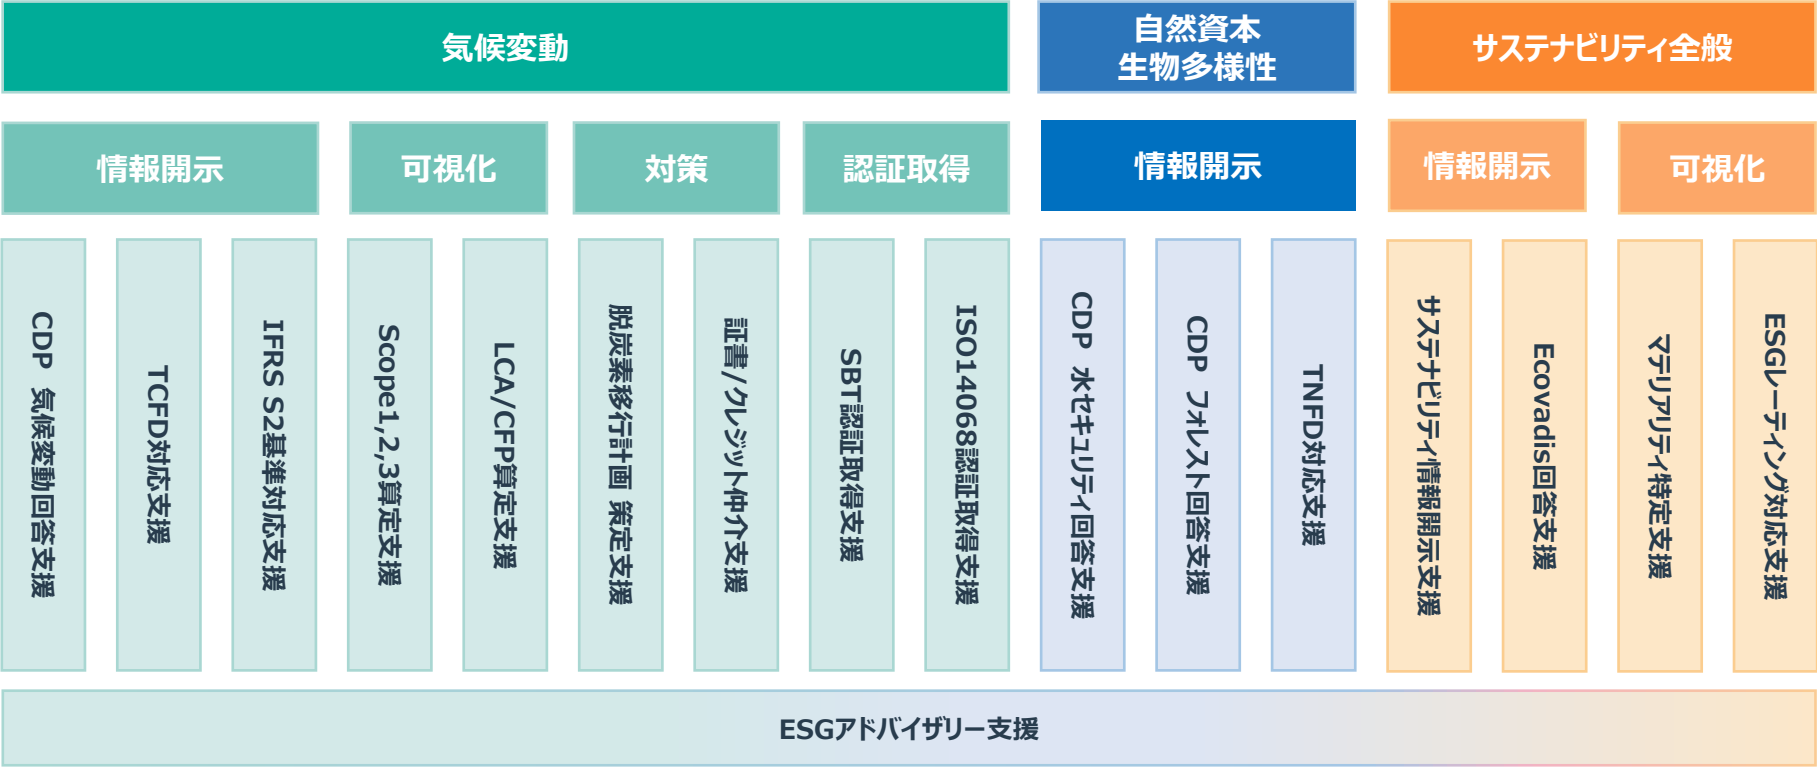 気候変動
自然資本
生物多様性
サステナビリティ全般
情報開示
可視化
対策
認証取得
情報開示
情報開示
可視化
CDP 気候変動回答支援
TCFD対応支援
IFRS S2基準対応支援
Scope1,2,3算定支援
LCA/CFP算定支援
脱炭素移行計画 策定支援
証書/クレジット仲介支援
SBT認証取得支援
ISO14068認証取得支援
CDP 水セキュリティ回答支援
CDP フォレスト回答支援
TNFD対応支援
サステナビリティ情報開示支援
Ecovadis回答支援
マテリアリティ特定支援
ESGレーティング対応支援
ESGアドバイザリー支援